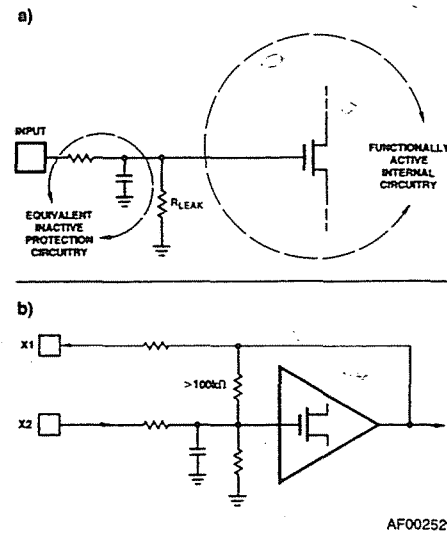 a)
INPUT
FUNCTIONALLY
ACTIVE
INTERNAL
CIRCUITRY
RLEAK
EQUIVALENT
INACTIVE
PROTECTION
CIRCUITRY
b)
X1
>100kΩ
X2
AF00252